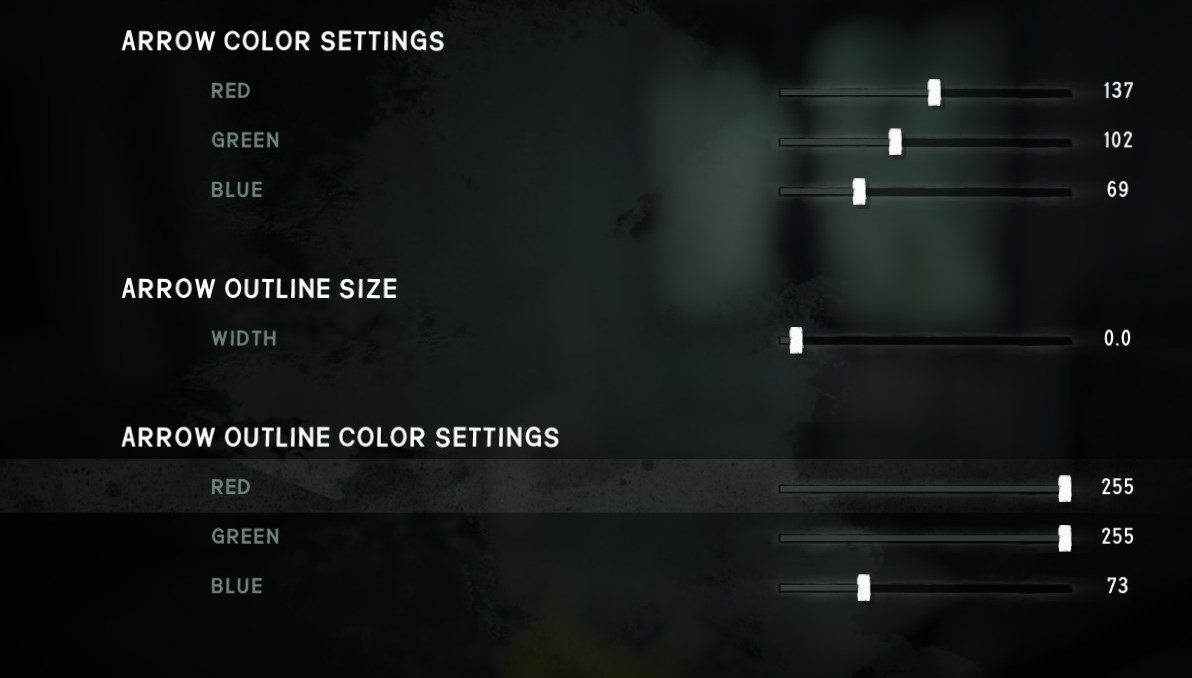 ARROW COLOR SETTINGS
RED 137
GREEN 102
BLUE 69
ARROW OUTLINE SIZE
WIDTH 0.0
ARROW OUTLINE COLOR SETTINGS
RED 255
GREEN 255
BLUE 73